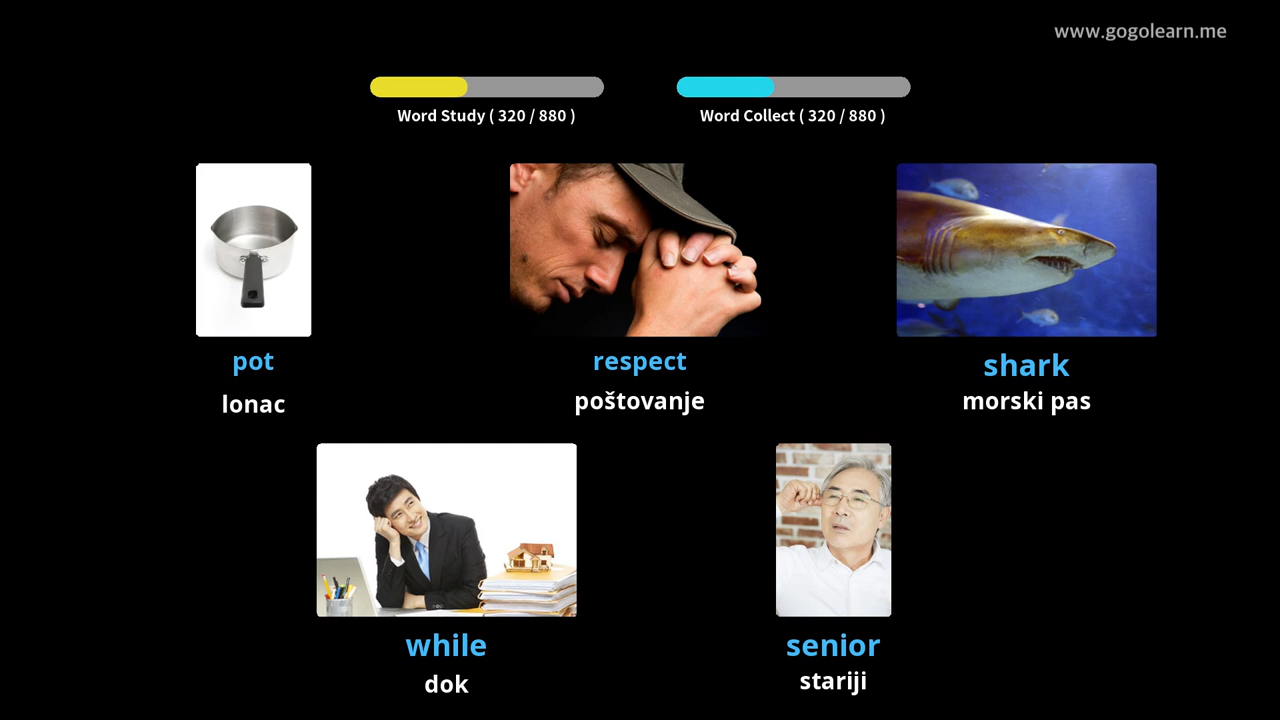 www.gogolearn.me
Word Study ( 320 / 880 )
Word Collect ( 320 / 880 )
pot
lonac
respect
poštovanje
shark
morski pas
while
dok
senior
stariji